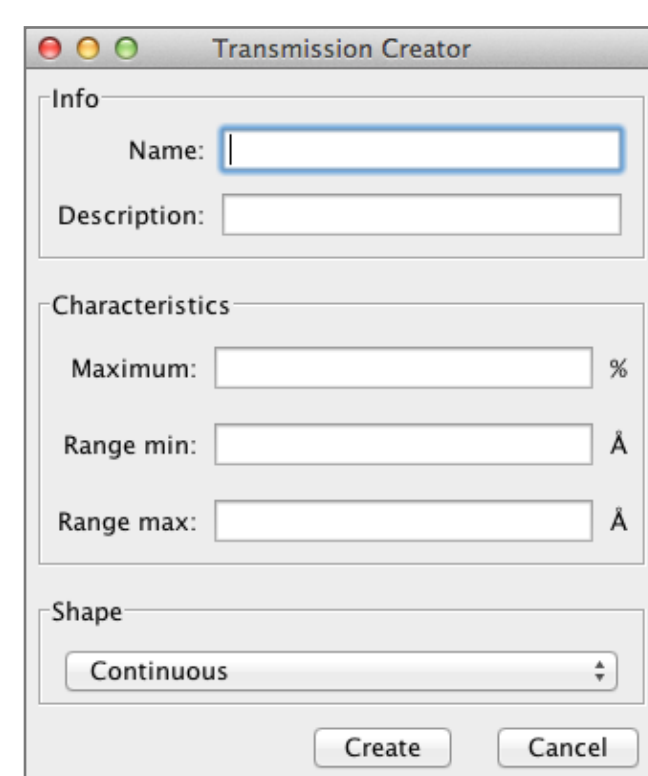 Transmission Creator
Info
Name:
Description:
Characteristics
Maximum: %
Range min: Å
Range max: Å
Shape
Continuous
Create Cancel